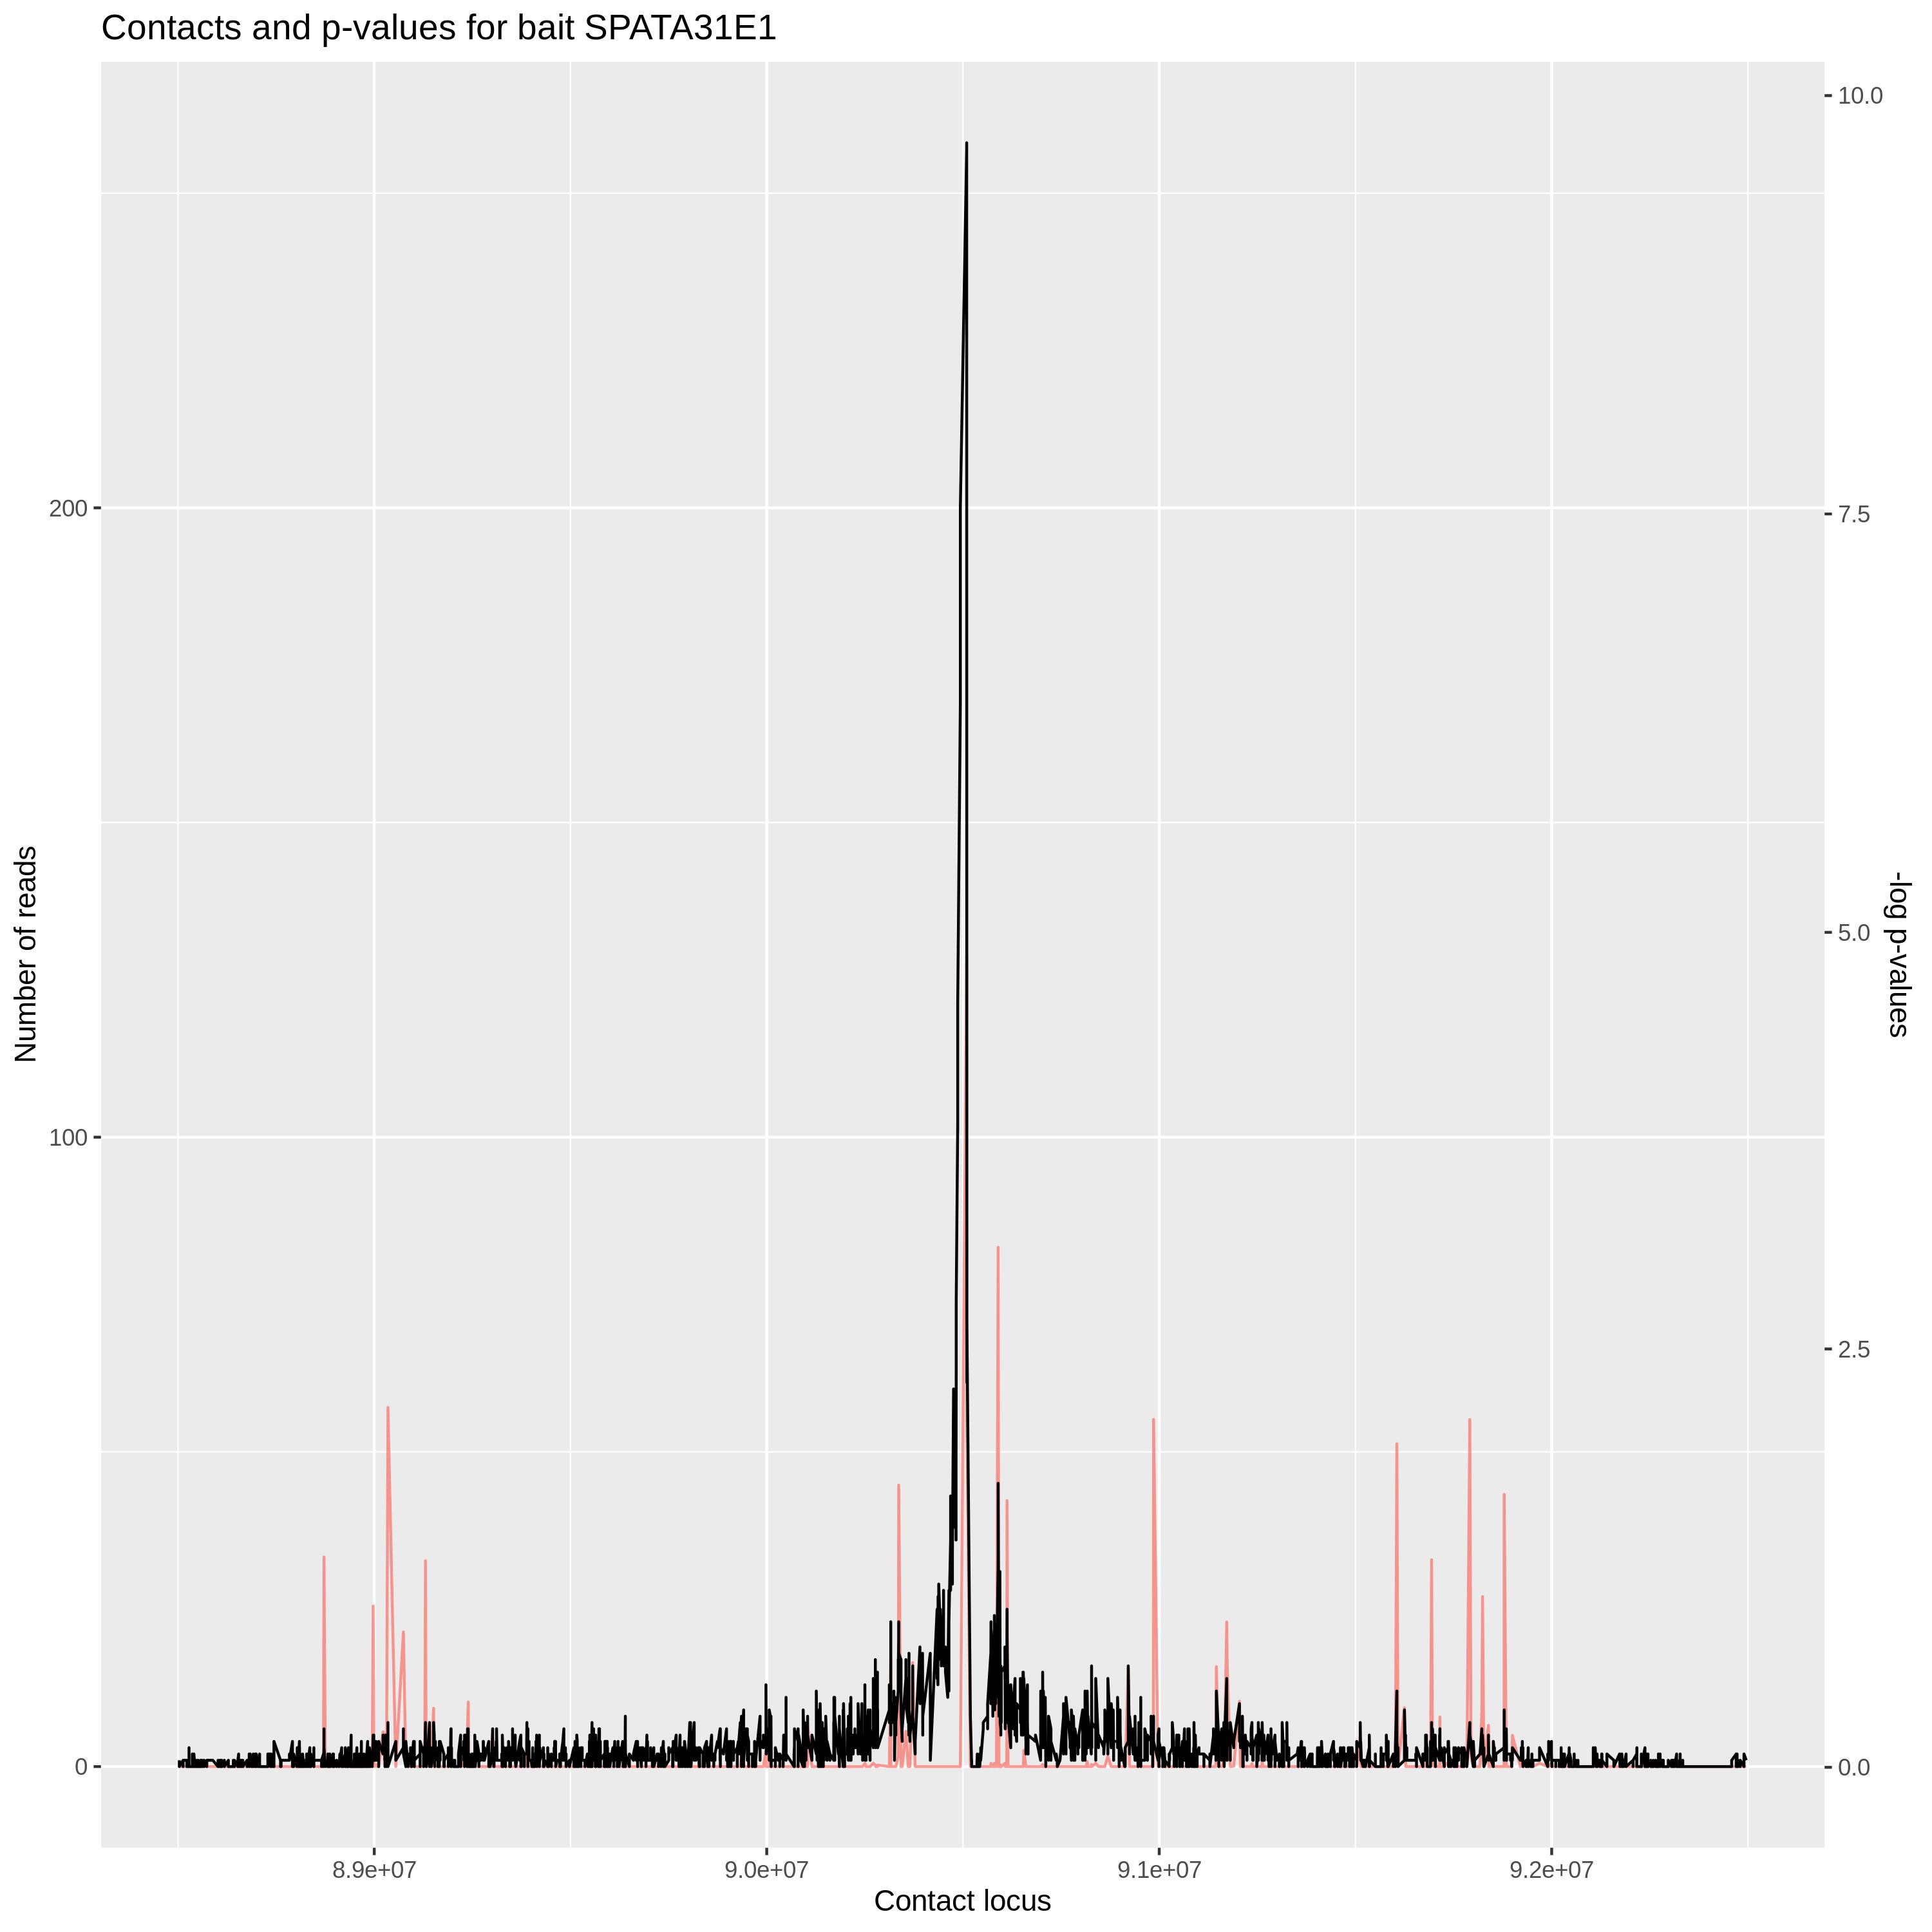 Contacts and p-values for bait SPATA31E1
Number of reads
200
100
0
10.0
7.5
5.0
2.5
0.0
-log p-values
8.9e+07
9.0e+07
9.1e+07
9.2e+07
Contact locus